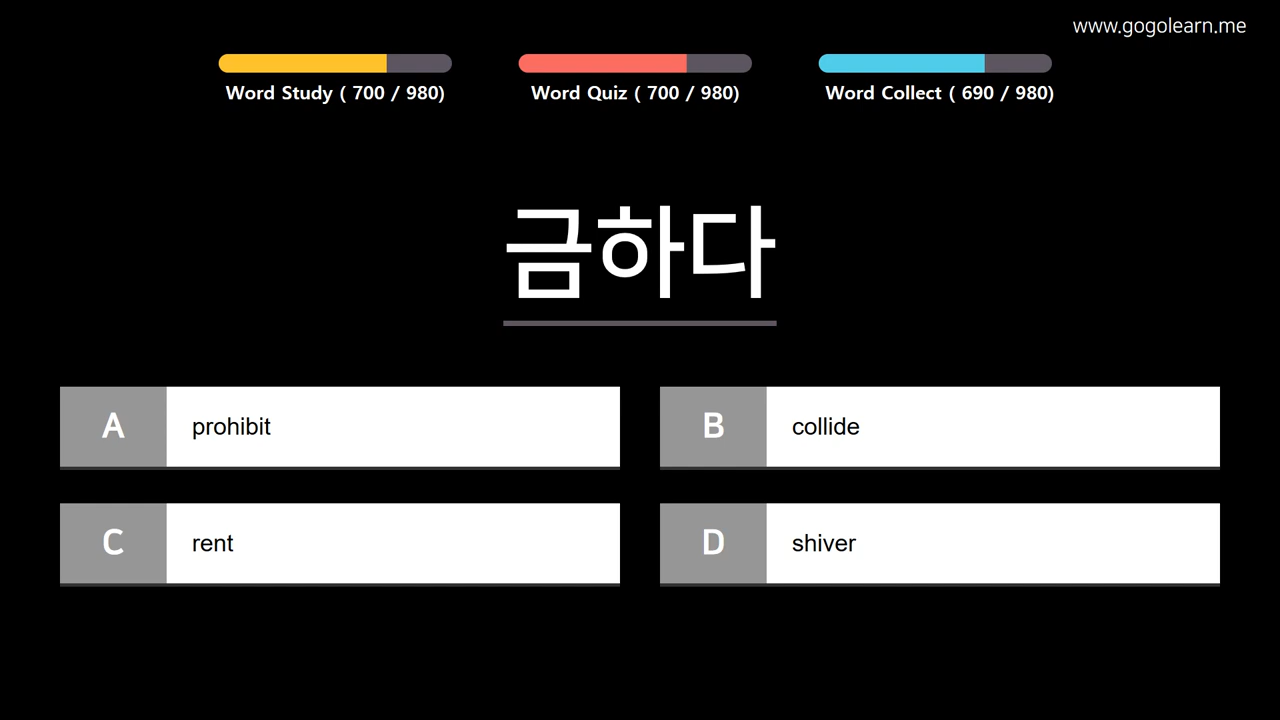 www.gogolearn.me
Word Study ( 700 / 980)
Word Quiz ( 700 / 980)
Word Collect ( 690 / 980)
금하다
A prohibit
B collide
C rent
D shiver